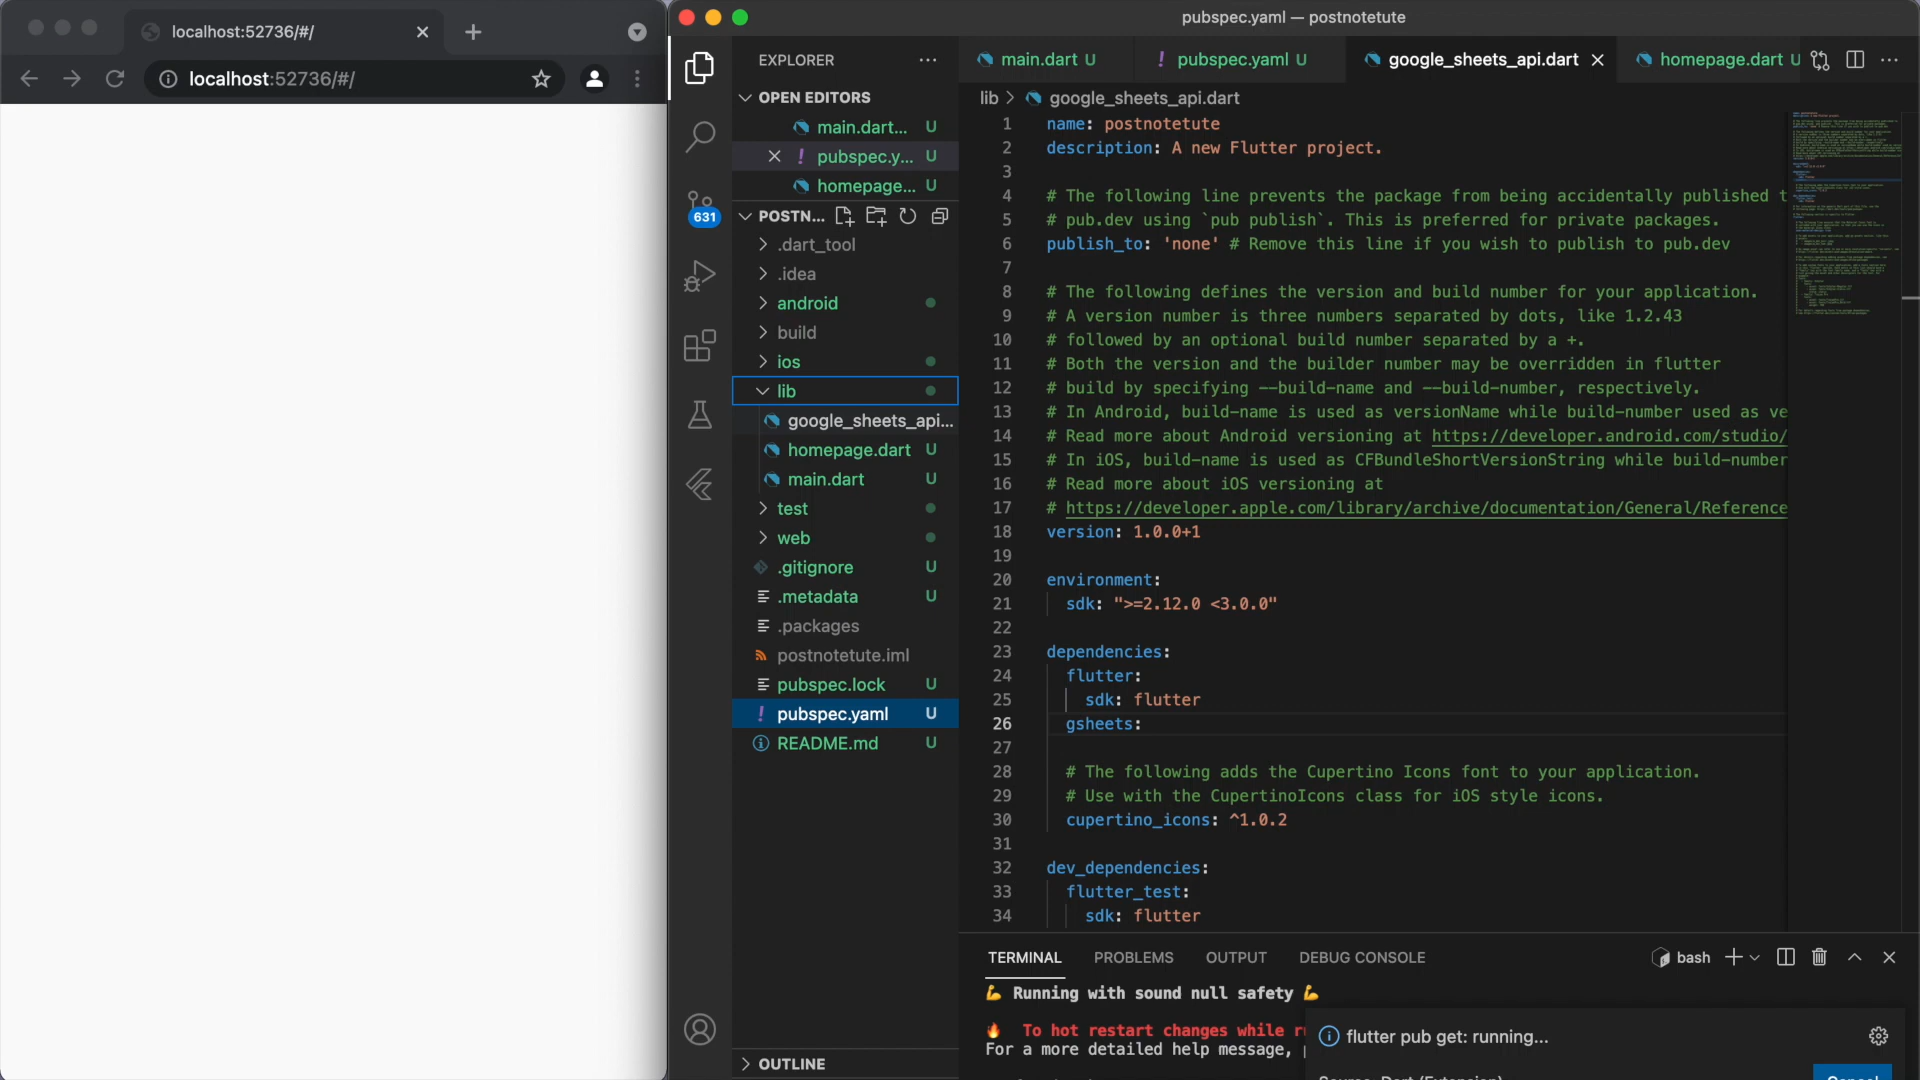 localhost:52736/#/
localhost:52736/#/
pubspec.yaml — postnotetute
EXPLORER
OPEN EDITORS
main.dart... U
pubspec.y... U
homepage... U
631
POSTN...
.dart_tool
.idea
android
build
ios
lib
google_sheets_api...
homepage.dart U
main.dart U
test
web
.gitignore U
.metadata U
.packages
postnotetute.iml
pubspec.lock U
! pubspec.yaml U
README.md U
OUTLINE
main.dart U
! pubspec.yaml U
google_sheets_api.dart
homepage.dart U
lib > google_sheets_api.dart
1 name: postnotetute
2 description: A new Flutter project.
3
4 # The following line prevents the package from being accidentally published t
5 # pub.dev using `pub publish`. This is preferred for private packages.
6 publish_to: 'none' # Remove this line if you wish to publish to pub.dev
7
8 # The following defines the version and build number for your application.
9 # A version number is three numbers separated by dots, like 1.2.43
10 # followed by an optional build number separated by a +.
11 # Both the version and the builder number may be overridden in flutter
12 # build by specifying --build-name and --build-number, respectively.
13 # In Android, build-name is used as versionName while build-number used as ve
14 # Read more about Android versioning at https://developer.android.com/studio/
15 # In iOS, build-name is used as CFBundleShortVersionString while build-number
16 # Read more about iOS versioning at
17 # https://developer.apple.com/library/archive/documentation/General/Reference
18 version: 1.0.0+1
19
20 environment:
21 sdk: ">=2.12.0 <3.0.0"
22
23 dependencies:
24 flutter:
25 sdk: flutter
26 gsheets:
27
28 # The following adds the Cupertino Icons font to your application.
29 # Use with the CupertinoIcons class for iOS style icons.
30 cupertino_icons: ^1.0.2
31
32 dev_dependencies:
33 flutter_test:
34 sdk: flutter
TERMINAL PROBLEMS OUTPUT DEBUG CONSOLE
bash
💪 Running with sound null safety 💪
🔥 To hot restart changes while r
For a more detailed help message,
flutter pub get: running...
Source: Dart (Extension)
Cancel